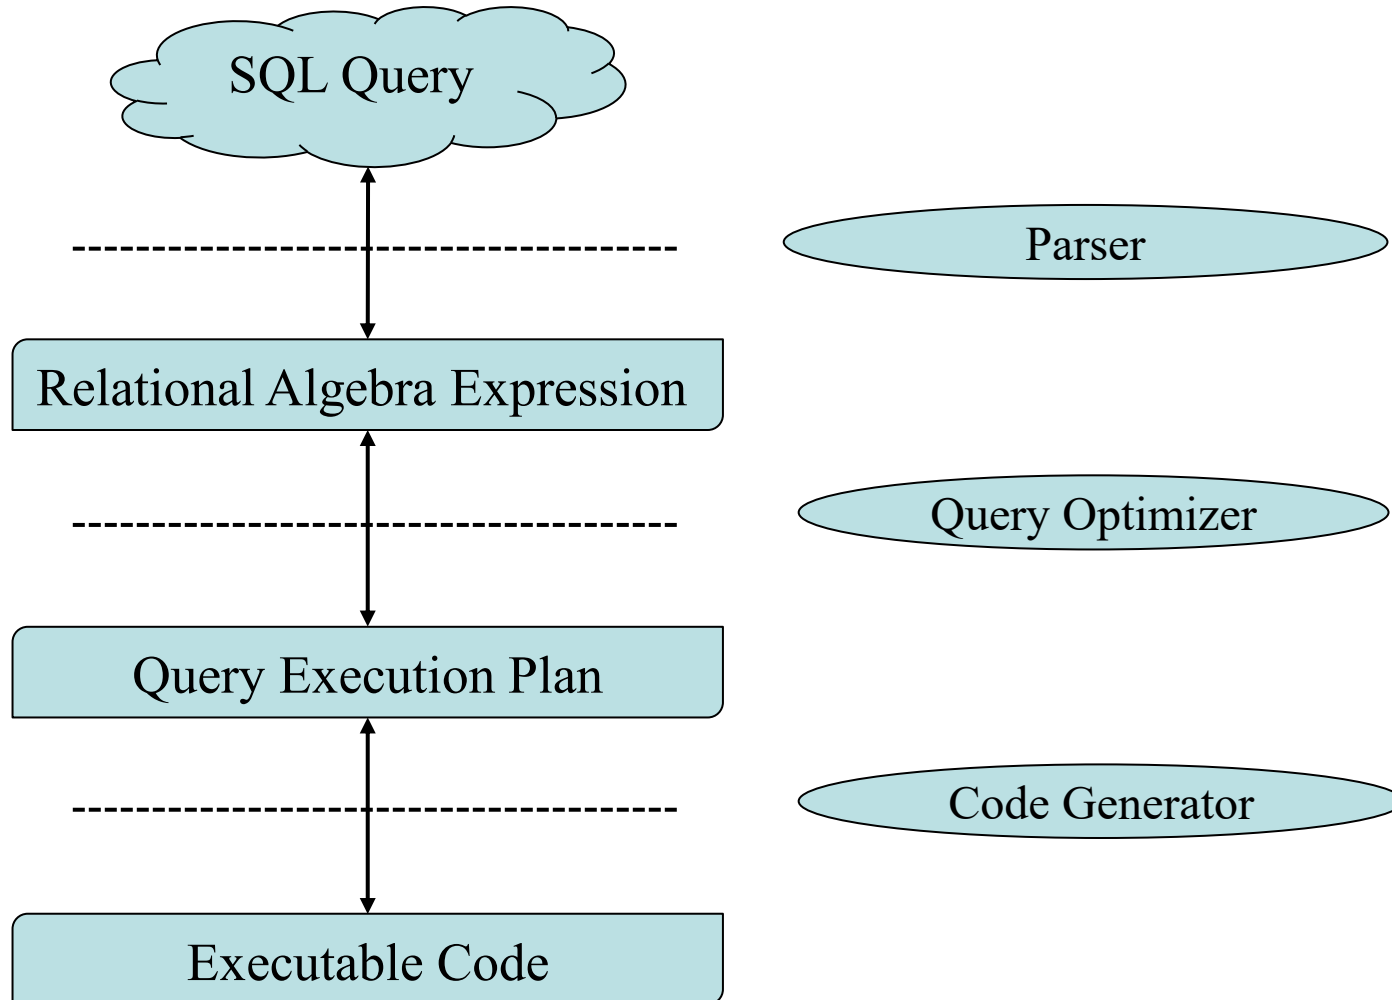 SQL Query
Parser
Relational Algebra Expression
Query Optimizer
Query Execution Plan
Code Generator
Executable Code